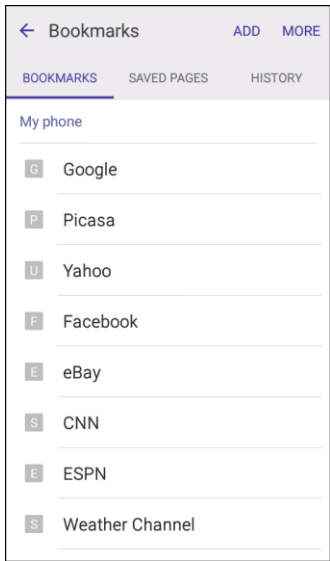 ← Bookmarks ADD MORE
BOOKMARKS SAVED PAGES HISTORY
My phone
G Google
P Picasa
U Yahoo
F Facebook
E eBay
S CNN
E ESPN
S Weather Channel